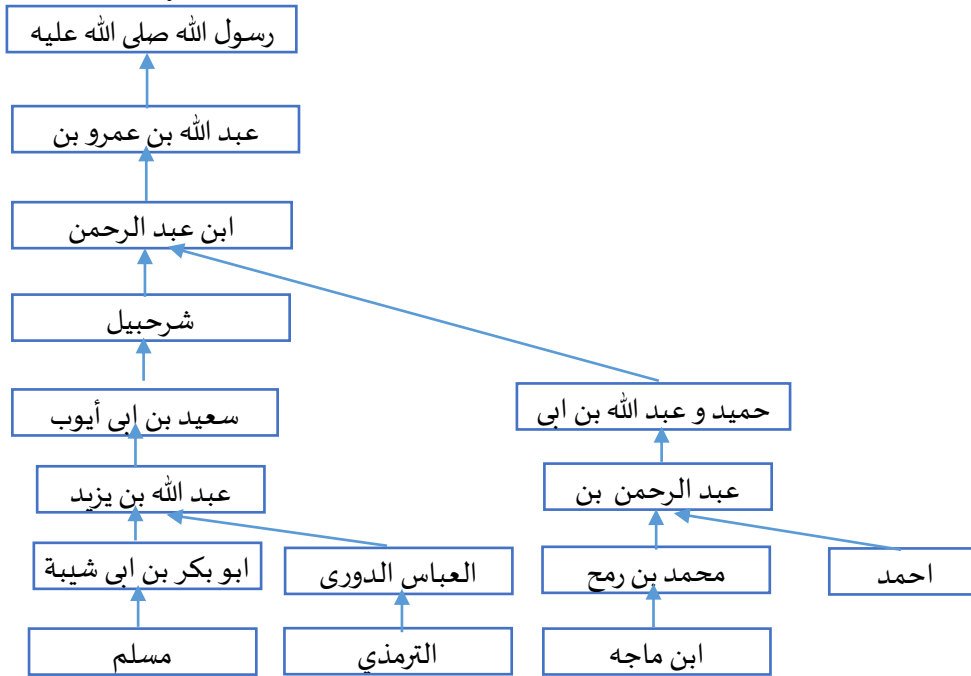 رسول الله صلى الله عليه
عبد الله بن عمرو بن
ابن عبد الرحمن
شرحبيل
سعيد بن ابى أيوب
حميد و عبد الله بن ابى
عبد الله بن يزيد
عبد الرحمن بن
ابو بكر بن ابى شيبة
العباس الدورى
محمد بن رمح
احمد
مسلم
الترمذي
ابن ماجه